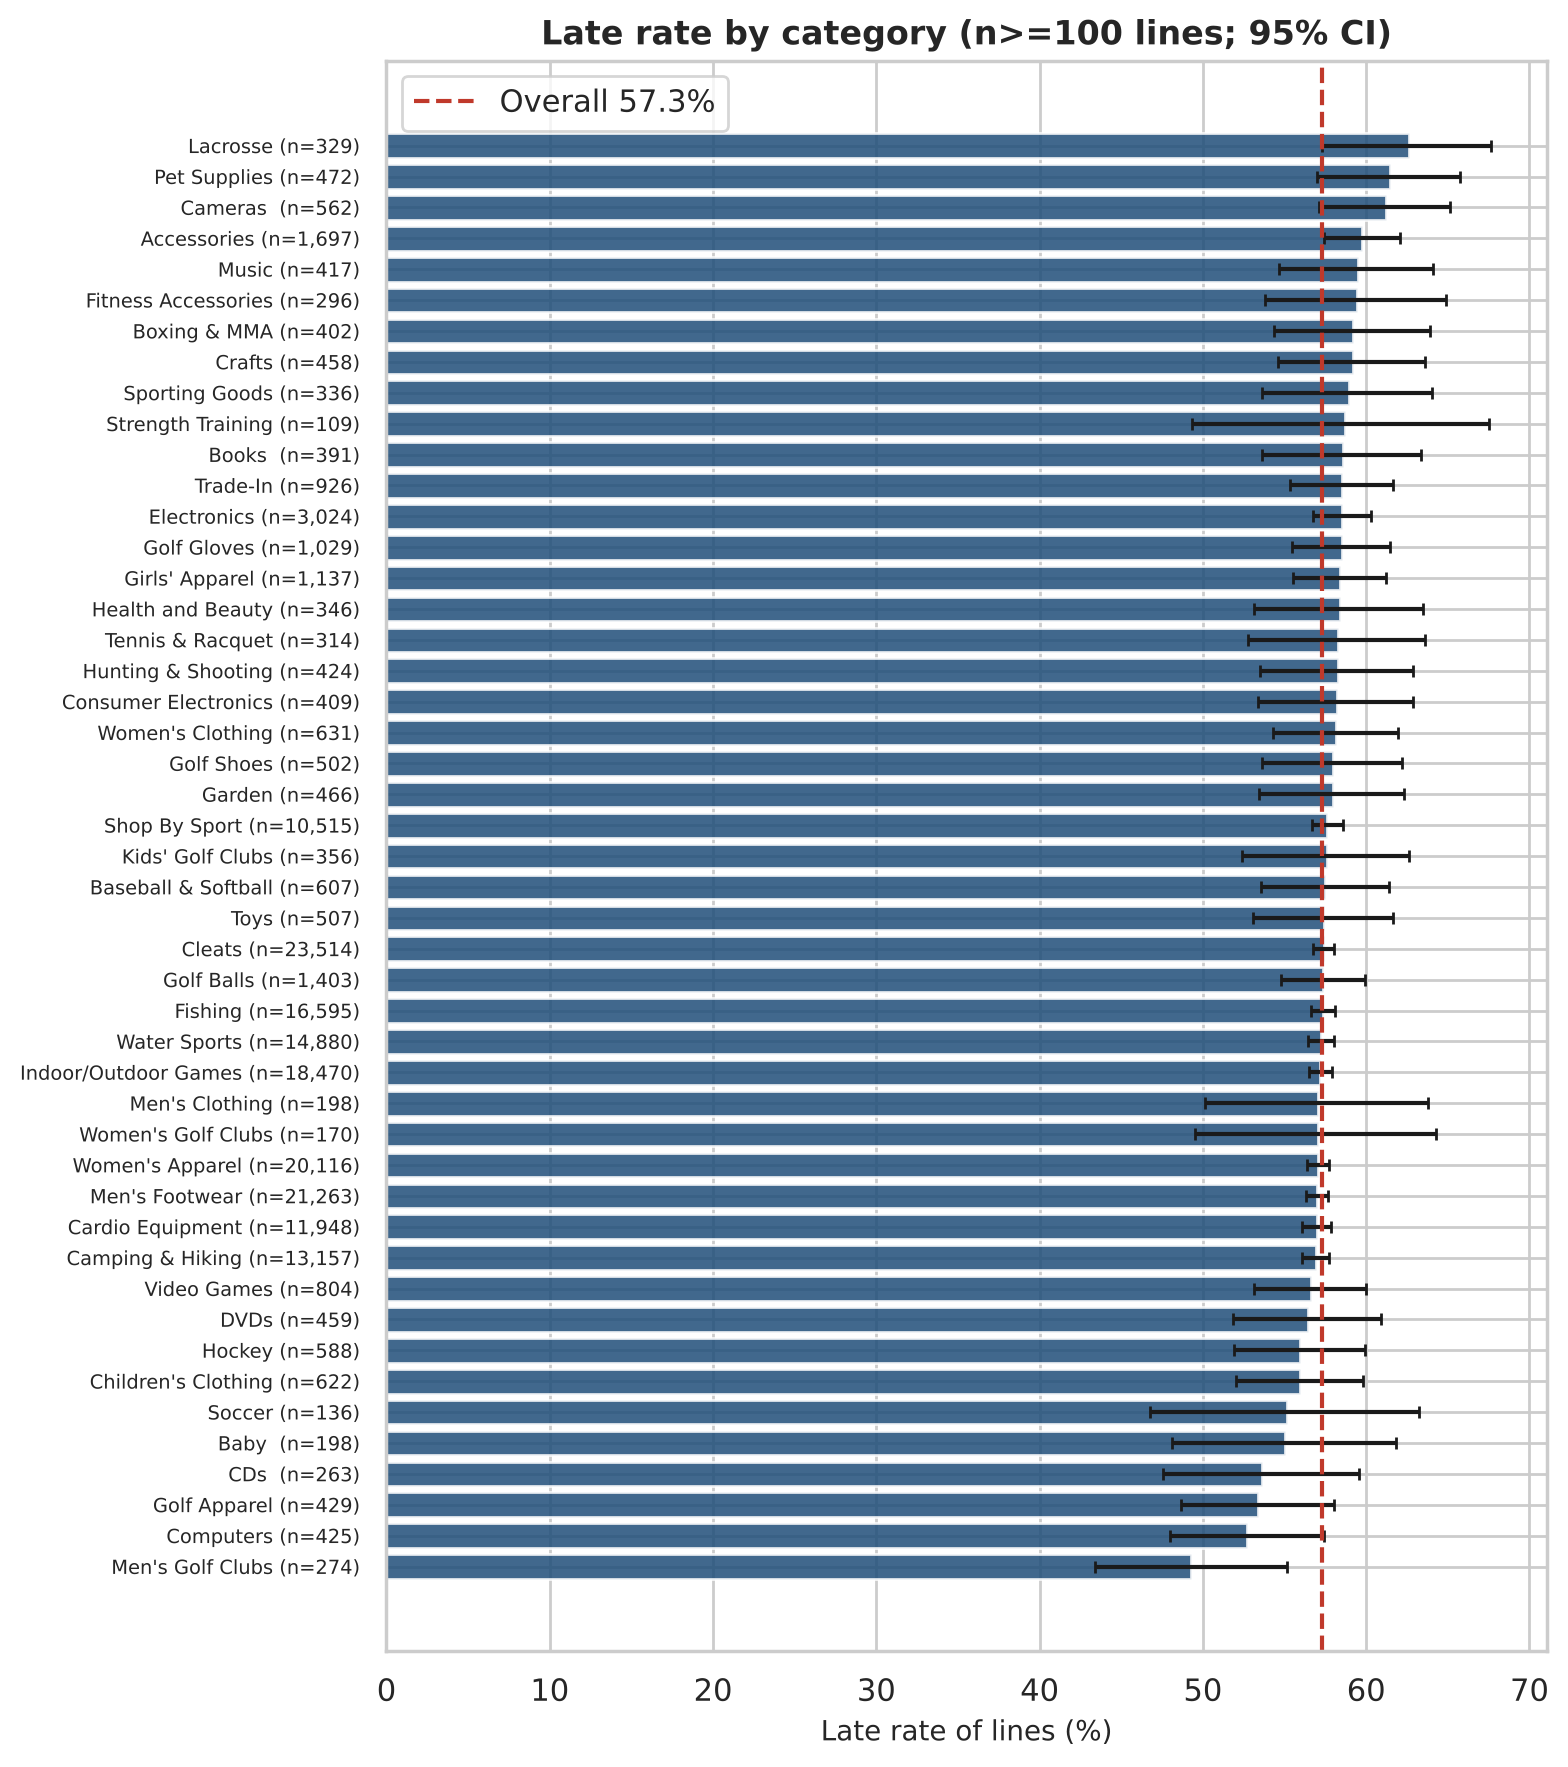 Late rate by category (n>=100 lines; 95% CI)
Overall 57.3%
Lacrosse (n=329)
Pet Supplies (n=472)
Cameras  (n=562)
Accessories (n=1,697)
Music (n=417)
Fitness Accessories (n=296)
Boxing & MMA (n=402)
Crafts (n=458)
Sporting Goods (n=336)
Strength Training (n=109)
Books  (n=391)
Trade-In (n=926)
Electronics (n=3,024)
Golf Gloves (n=1,029)
Girls' Apparel (n=1,137)
Health and Beauty (n=346)
Tennis & Racquet (n=314)
Hunting & Shooting (n=424)
Consumer Electronics (n=409)
Women's Clothing (n=631)
Golf Shoes (n=502)
Garden (n=466)
Shop By Sport (n=10,515)
Kids' Golf Clubs (n=356)
Baseball & Softball (n=607)
Toys (n=507)
Cleats (n=23,514)
Golf Balls (n=1,403)
Fishing (n=16,595)
Water Sports (n=14,880)
Indoor/Outdoor Games (n=18,470)
Men's Clothing (n=198)
Women's Golf Clubs (n=170)
Women's Apparel (n=20,116)
Men's Footwear (n=21,263)
Cardio Equipment (n=11,948)
Camping & Hiking (n=13,157)
Video Games (n=804)
DVDs (n=459)
Hockey (n=588)
Children's Clothing (n=622)
Soccer (n=136)
Baby  (n=198)
CDs  (n=263)
Golf Apparel (n=429)
Computers (n=425)
Men's Golf Clubs (n=274)
0 10 20 30 40 50 60 70
Late rate of lines (%)